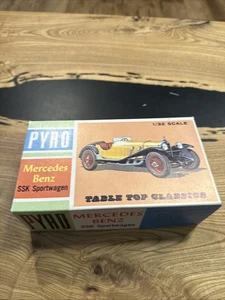 PYRO
1/32 SCALE
Mercedes
Benz
SSK Sportwagen
TABLE TOP CLASSICS
PYRO
MERCEDES
BENZ
SSK Sportwagen